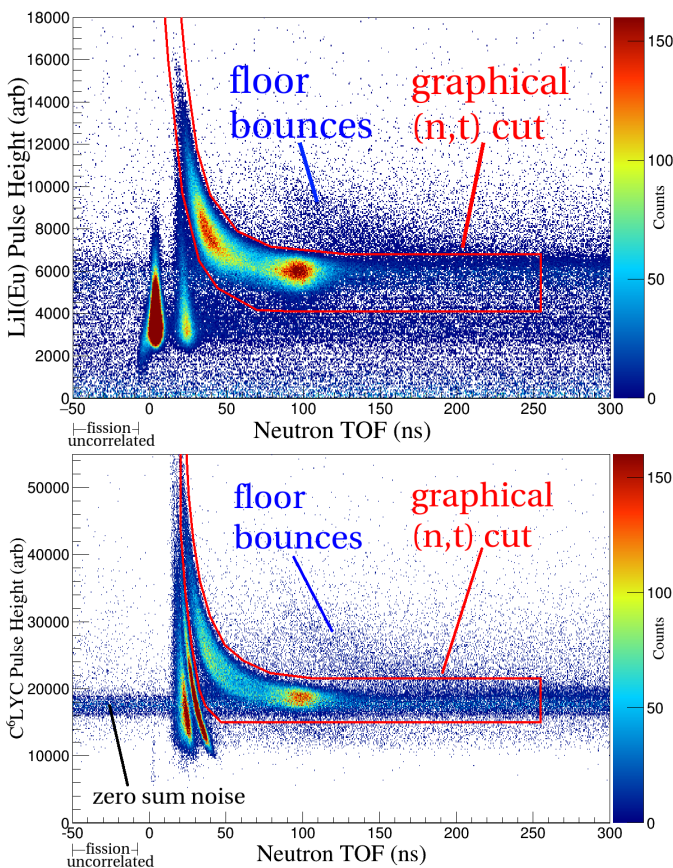 18000
16000
14000
12000
10000
8000
6000
4000
2000
0
LiI(Eu) Pulse Height (arb)
floor
bounces
graphical
(n,t) cut
150
100
50
0
Counts
−50 0 50 100 150 200 250 300
Neutron TOF (ns)
fission
uncorrelated
50000
40000
30000
20000
10000
0
C⁶LYC Pulse Height (arb)
floor
bounces
graphical
(n,t) cut
zero sum noise
150
100
50
0
Counts
−50 0 50 100 150 200 250 300
Neutron TOF (ns)
fission
uncorrelated